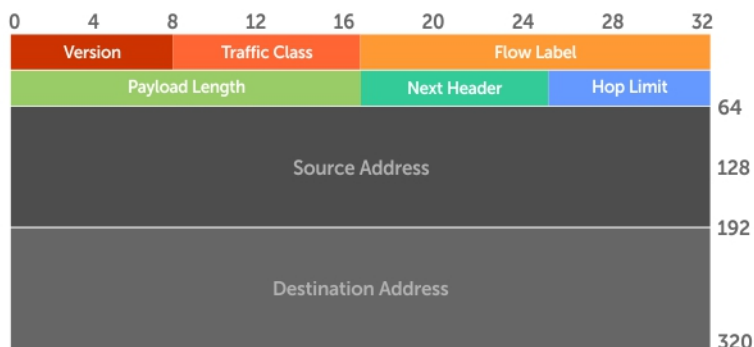 0 4 8 12 16 20 24 28 32
Version Traffic Class Flow Label
Payload Length Next Header Hop Limit
64
Source Address 128
192
Destination Address
320